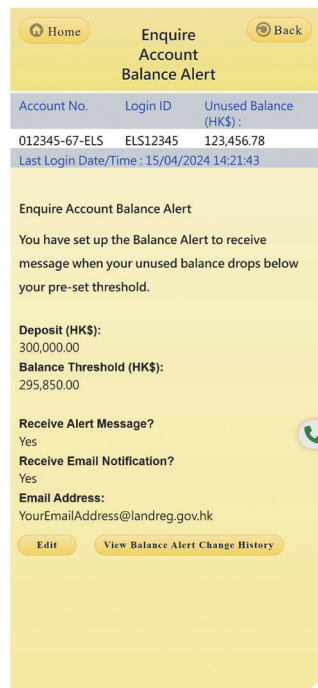 Home
Enquire
Account
Balance Alert
Back
Account No. Login ID Unused Balance
(HK$) :
012345-67-ELS ELS12345 123,456.78
Last Login Date/Time : 15/04/2024 14:21:43
Enquire Account Balance Alert
You have set up the Balance Alert to receive
message when your unused balance drops below
your pre-set threshold.
Deposit (HK$):
300,000.00
Balance Threshold (HK$):
295,850.00
Receive Alert Message?
Yes
Receive Email Notification?
Yes
Email Address:
YourEmailAddress@landreg.gov.hk
Edit
View Balance Alert Change History